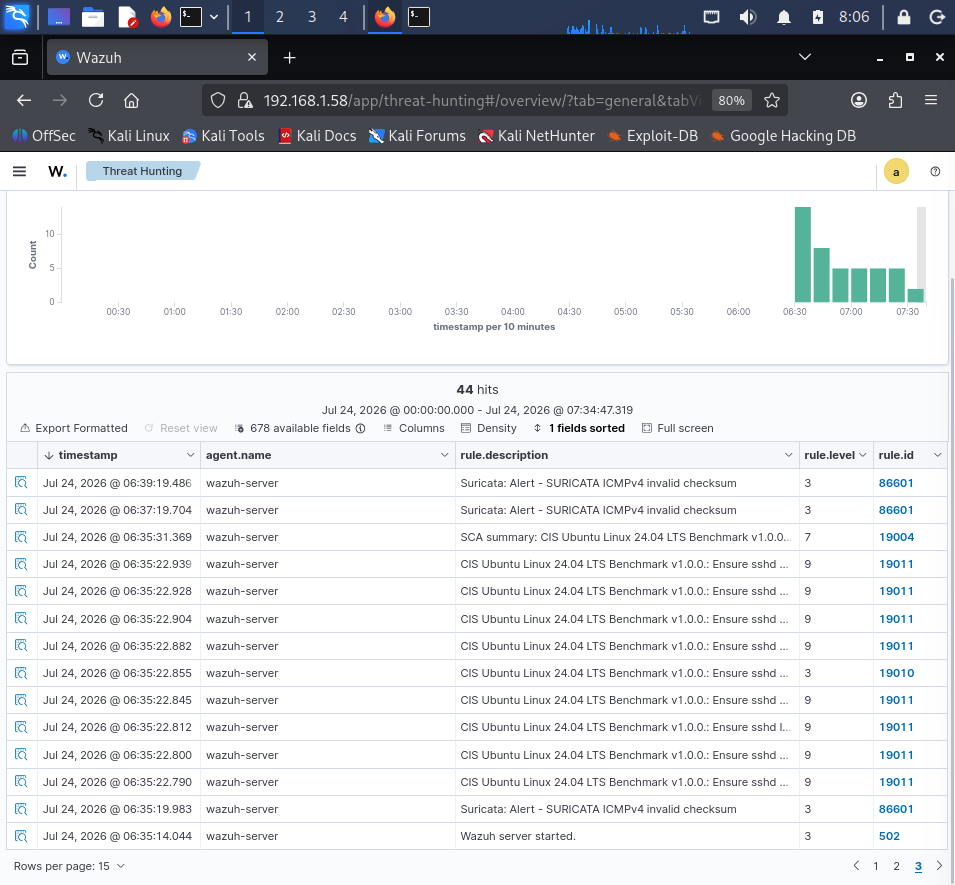 1 2 3 4 8:06
Wazuh
192.168.1.58/app/threat-hunting#/overview/?tab=general&tabVi 80%
OffSec Kali Linux Kali Tools Kali Docs Kali Forums Kali NetHunter Exploit-DB Google Hacking DB
W. Threat Hunting a
Count
10
5
0
00:30 01:00 01:30 02:00 02:30 03:00 03:30 04:00 04:30 05:00 05:30 06:00 06:30 07:00 07:30
timestamp per 10 minutes
44 hits
Jul 24, 2026 @ 00:00:00.000 - Jul 24, 2026 @ 07:34:47.319
Export Formatted Reset view 678 available fields Columns Density 1 fields sorted Full screen
timestamp agent.name rule.description rule.level rule.id
Jul 24, 2026 @ 06:39:19.486 wazuh-server Suricata: Alert - SURICATA ICMPv4 invalid checksum 3 86601
Jul 24, 2026 @ 06:37:19.704 wazuh-server Suricata: Alert - SURICATA ICMPv4 invalid checksum 3 86601
Jul 24, 2026 @ 06:35:31.369 wazuh-server SCA summary: CIS Ubuntu Linux 24.04 LTS Benchmark v1.0.0... 7 19004
Jul 24, 2026 @ 06:35:22.939 wazuh-server CIS Ubuntu Linux 24.04 LTS Benchmark v1.0.0.: Ensure sshd ... 9 19011
Jul 24, 2026 @ 06:35:22.928 wazuh-server CIS Ubuntu Linux 24.04 LTS Benchmark v1.0.0.: Ensure sshd ... 9 19011
Jul 24, 2026 @ 06:35:22.904 wazuh-server CIS Ubuntu Linux 24.04 LTS Benchmark v1.0.0.: Ensure sshd ... 9 19011
Jul 24, 2026 @ 06:35:22.882 wazuh-server CIS Ubuntu Linux 24.04 LTS Benchmark v1.0.0.: Ensure sshd ... 9 19011
Jul 24, 2026 @ 06:35:22.855 wazuh-server CIS Ubuntu Linux 24.04 LTS Benchmark v1.0.0.: Ensure sshd ... 3 19010
Jul 24, 2026 @ 06:35:22.845 wazuh-server CIS Ubuntu Linux 24.04 LTS Benchmark v1.0.0.: Ensure sshd ... 9 19011
Jul 24, 2026 @ 06:35:22.812 wazuh-server CIS Ubuntu Linux 24.04 LTS Benchmark v1.0.0.: Ensure sshd l... 9 19011
Jul 24, 2026 @ 06:35:22.800 wazuh-server CIS Ubuntu Linux 24.04 LTS Benchmark v1.0.0.: Ensure sshd ... 9 19011
Jul 24, 2026 @ 06:35:22.790 wazuh-server CIS Ubuntu Linux 24.04 LTS Benchmark v1.0.0.: Ensure sshd ... 9 19011
Jul 24, 2026 @ 06:35:19.983 wazuh-server Suricata: Alert - SURICATA ICMPv4 invalid checksum 3 86601
Jul 24, 2026 @ 06:35:14.044 wazuh-server Wazuh server started. 3 502
Rows per page: 15 1 2 3